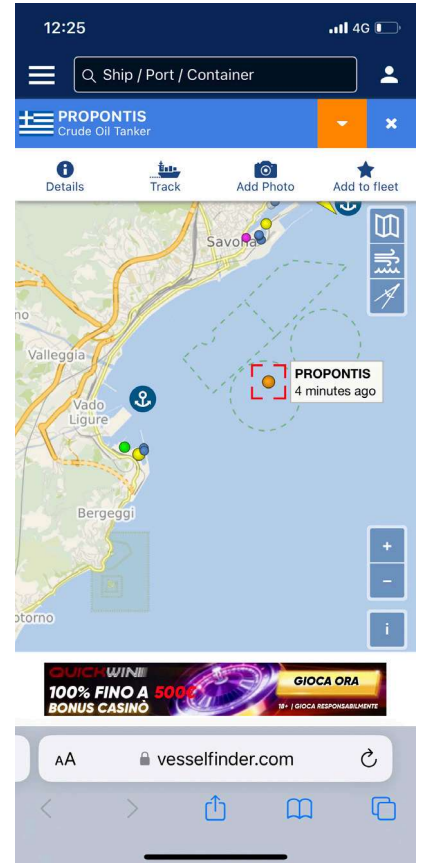 12:25
4G
Ship / Port / Container
PROPONTIS
Crude Oil Tanker
Details
Track
Add Photo
Add to fleet
Savona
no
Valleggia
PROPONTIS
4 minutes ago
Vado
Ligure
Bergeggi
otorno
+
−
i
QUICKWIN
100% FINO A 500€
BONUS CASINÒ
GIOCA ORA
18+ | GIOCA RESPONSABILMENTE
AA
vesselfinder.com